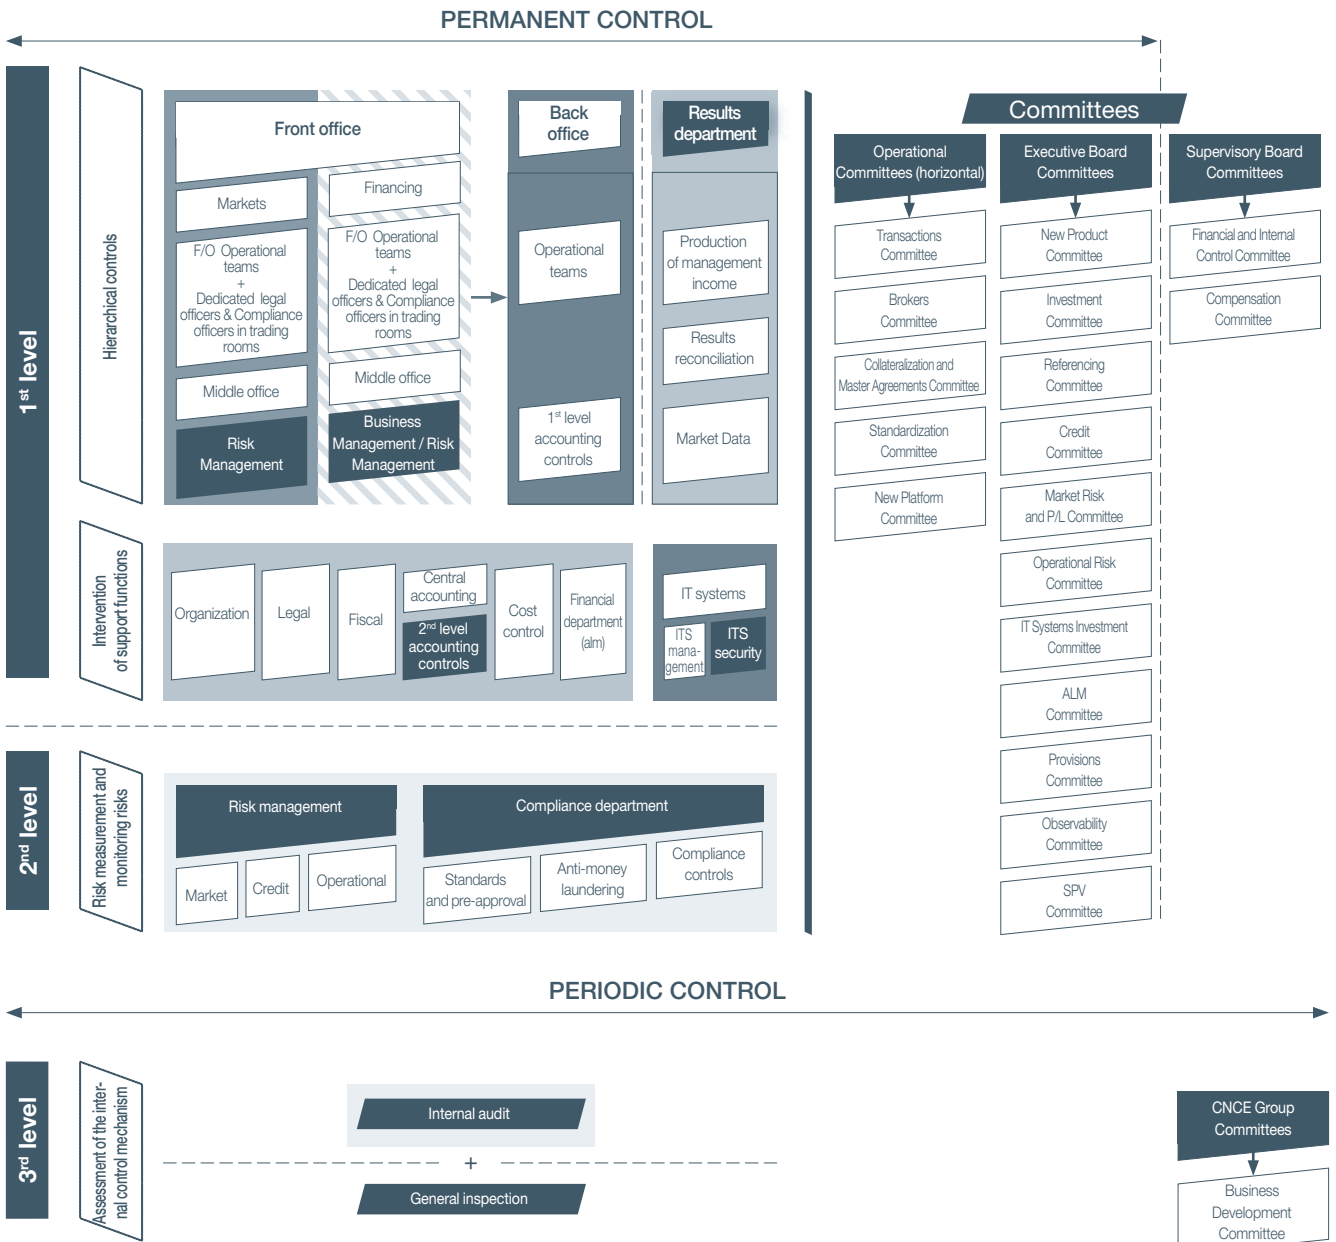 PERMANENT CONTROL
1st level
Hierarchical controls
Front office
Markets
F/O Operational
teams
+
Dedicated legal
officers & Compliance
officers in trading
rooms
Middle office
Risk
Management
Financing
F/O Operational
teams
+
Dedicated legal
officers & Compliance
officers in trading
rooms
Middle office
Business
Management / Risk
Management
Back
office
Operational
teams
1st level
accounting
controls
Results
department
Production
of management
income
Results
reconciliation
Market Data
Intervention
of support functions
Organization
Legal
Fiscal
Central
accounting
2nd level
accounting
controls
Cost
control
Financial
department
(alm)
IT systems
ITS
mana-
gement
ITS
security
Committees
Operational
Committees (horizontal)
Transactions
Committee
Brokers
Committee
Collateralization and
Master Agreements Committee
Standardization
Committee
New Platform
Committee
Executive Board
Committees
New Product
Committee
Investment
Committee
Referencing
Committee
Credit
Committee
Market Risk
and P/L Committee
Operational Risk
Committee
IT Systems Investment
Committee
ALM
Committee
Provisions
Committee
Observability
Committee
SPV
Committee
Supervisory Board
Committees
Financial and Internal
Control Committee
Compensation
Committee
2nd level
Risk measurement and
monitoring risks
Risk management
Market
Credit
Operational
Compliance department
Standards
and pre-approval
Anti-money
laundering
Compliance
controls
PERIODIC CONTROL
3rd level
Assessment of the inter-
nal control mechanism
Internal audit
+
General inspection
CNCE Group
Committees
Business
Development
Committee